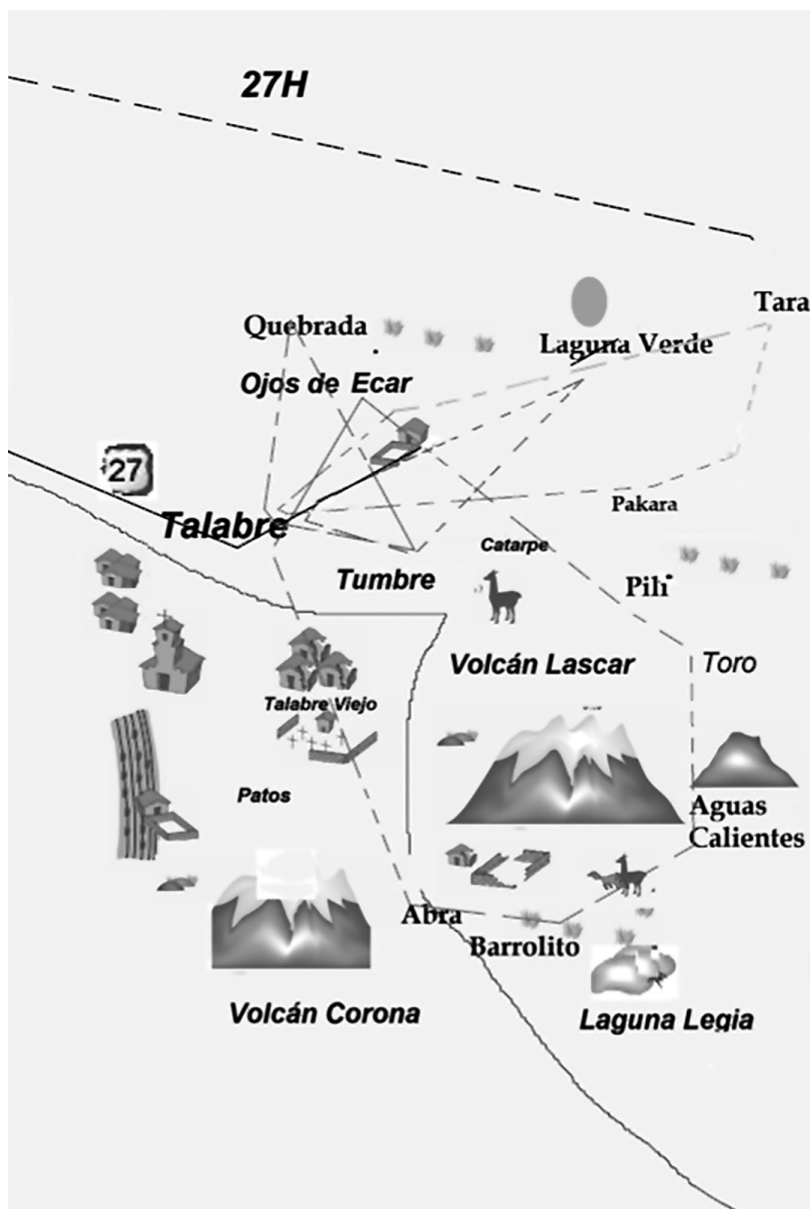 27H
Tara
Quebrada
Laguna Verde
Ojos de Ecar
27
Talabre
Pakara
Catarpe
Tumbre
Pili
Volcán Lascar
Toro
Talabre Viejo
Patos
Aguas
Calientes
Abra
Barrolito
Volcán Corona
Laguna Legia